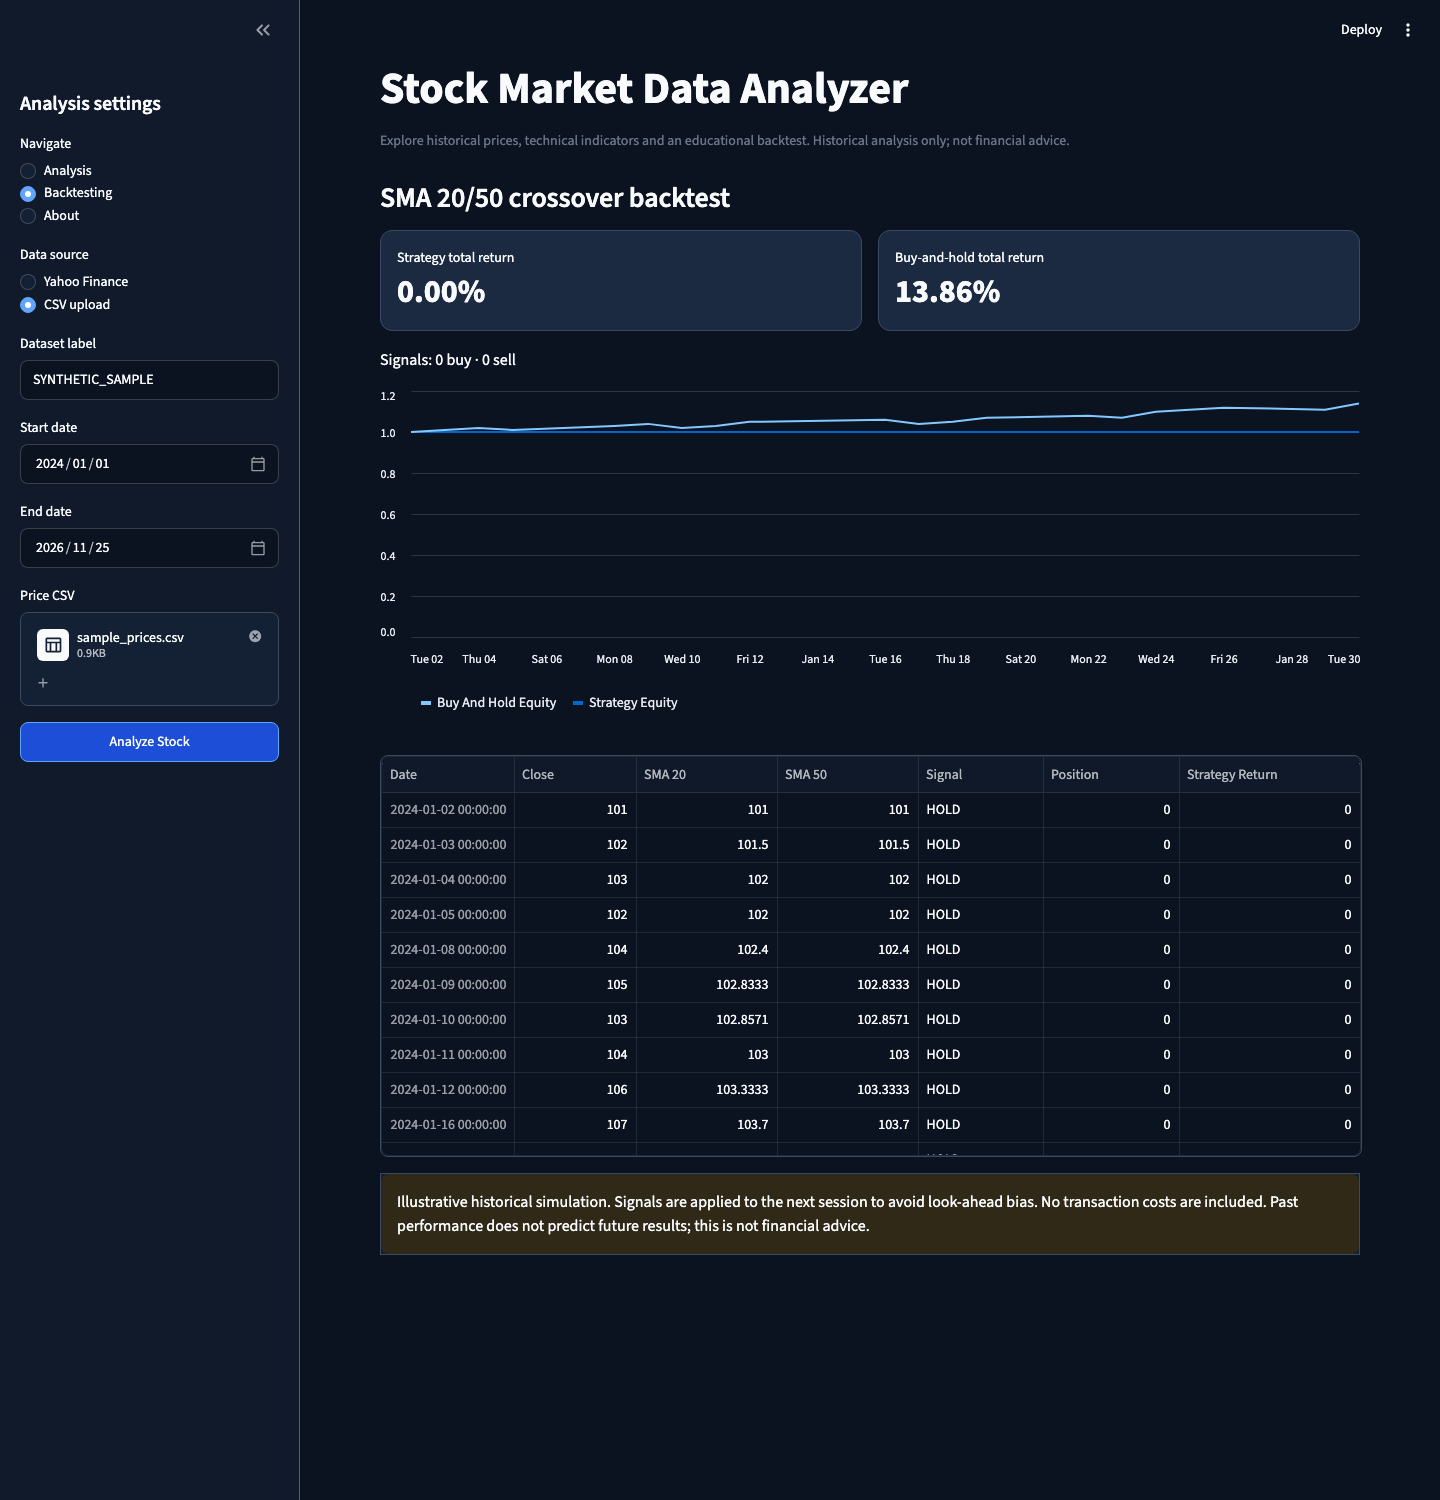 Deploy
Analysis settings
Navigate
Analysis
Backtesting
About
Data source
Yahoo Finance
CSV upload
Dataset label
SYNTHETIC_SAMPLE
Start date
2024 / 01 / 01
End date
2026 / 11 / 25
Price CSV
sample_prices.csv
0.9KB
+
Analyze Stock
Stock Market Data Analyzer
Explore historical prices, technical indicators and an educational backtest. Historical analysis only; not financial advice.
SMA 20/50 crossover backtest
Strategy total return
0.00%
Buy-and-hold total return
13.86%
Signals: 0 buy · 0 sell
1.2
1.0
0.8
0.6
0.4
0.2
0.0
Tue 02 Thu 04 Sat 06 Mon 08 Wed 10 Fri 12 Jan 14 Tue 16 Thu 18 Sat 20 Mon 22 Wed 24 Fri 26 Jan 28 Tue 30
Buy And Hold Equity Strategy Equity
Date Close SMA 20 SMA 50 Signal Position Strategy Return
2024-01-02 00:00:00 101 101 101 HOLD 0 0
2024-01-03 00:00:00 102 101.5 101.5 HOLD 0 0
2024-01-04 00:00:00 103 102 102 HOLD 0 0
2024-01-05 00:00:00 102 102 102 HOLD 0 0
2024-01-08 00:00:00 104 102.4 102.4 HOLD 0 0
2024-01-09 00:00:00 105 102.8333 102.8333 HOLD 0 0
2024-01-10 00:00:00 103 102.8571 102.8571 HOLD 0 0
2024-01-11 00:00:00 104 103 103 HOLD 0 0
2024-01-12 00:00:00 106 103.3333 103.3333 HOLD 0 0
2024-01-16 00:00:00 107 103.7 103.7 HOLD 0 0
Illustrative historical simulation. Signals are applied to the next session to avoid look-ahead bias. No transaction costs are included. Past
performance does not predict future results; this is not financial advice.